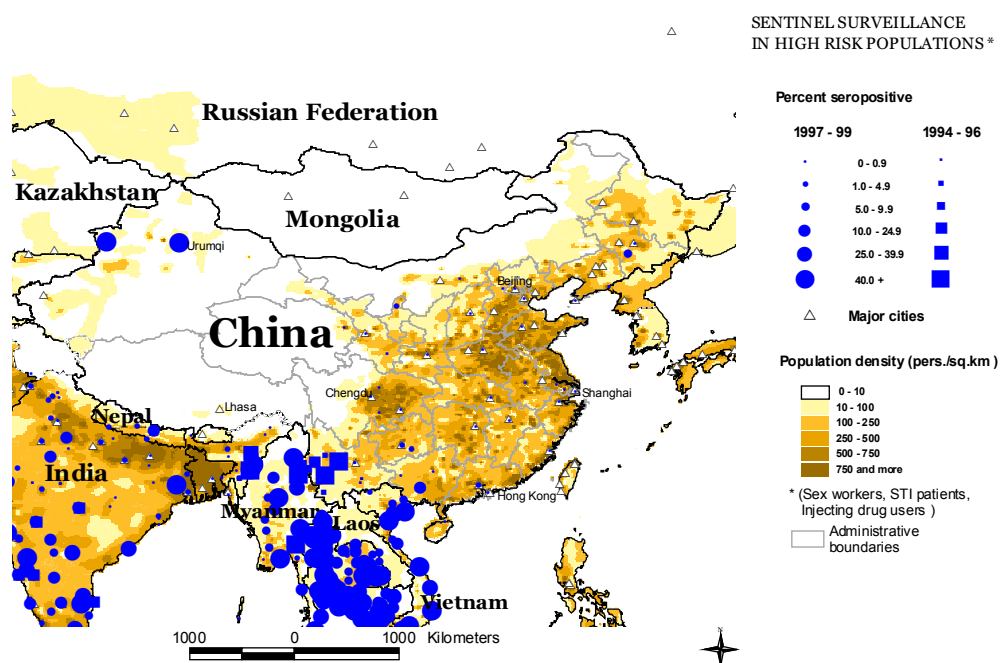 SENTINEL SURVEILLANCE
IN HIGH RISK POPULATIONS *
Percent seropositive
1997 - 99 1994 - 96
0 - 0.9
1.0 - 4.9
5.0 - 9.9
10.0 - 24.9
25.0 - 39.9
40.0 +
Major cities
Population density (pers./sq.km )
0 - 10
10 - 100
100 - 250
250 - 500
500 - 750
750 and more
* (Sex workers, STI patients,
Injecting drug users )
Administrative
boundaries
Russian Federation
Kazakhstan
Mongolia
Urumqi
Beijing
China
Chengdu
Shanghai
Lhasa
Nepal
India
Hong Kong
Myanmar
Laos
Vietnam
1000 0 1000 Kilometers
N